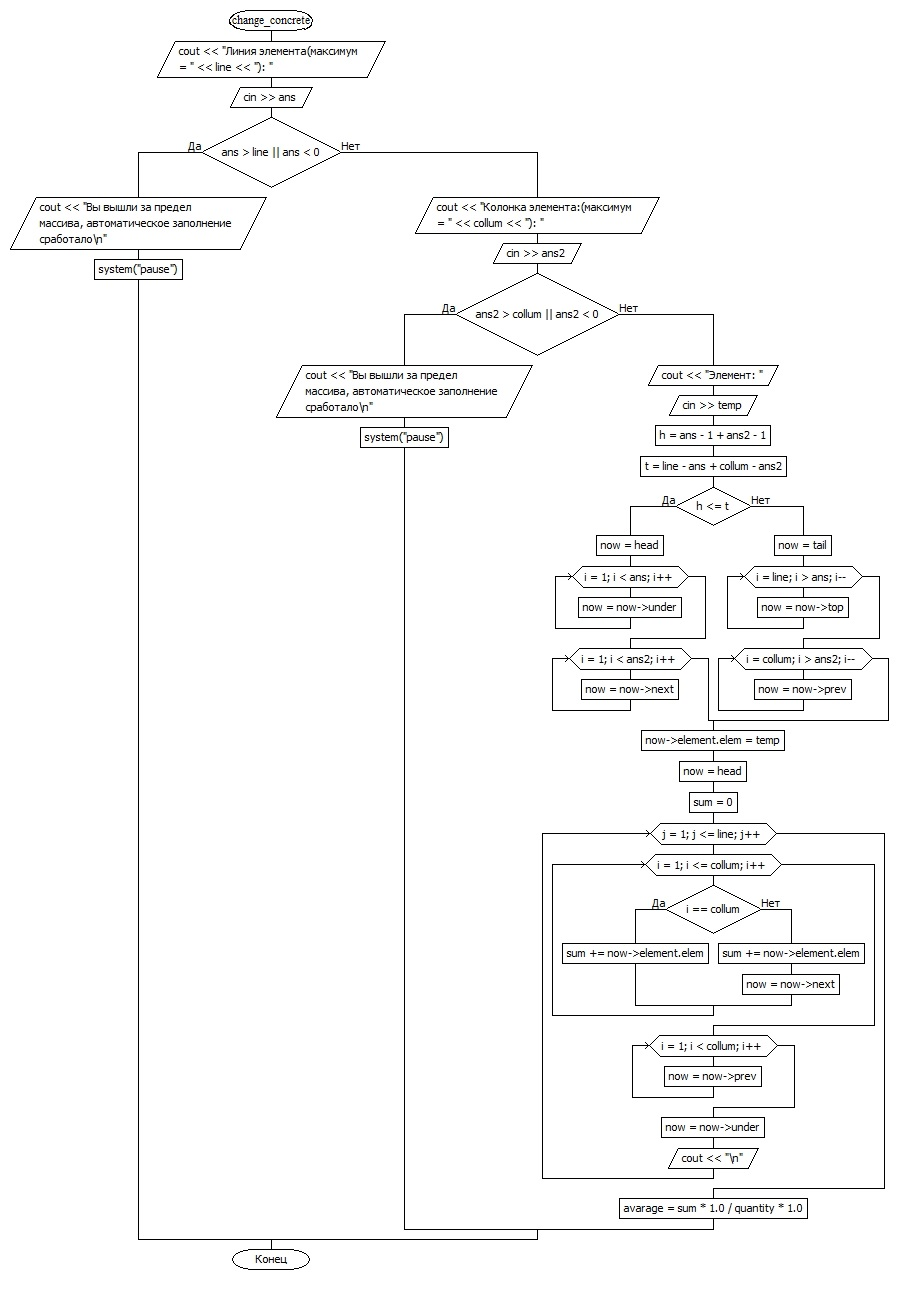 change_concrete
cout << "Линия элемента(максимум
= " << line << "): "
cin >> ans
Да
ans > line || ans < 0
Нет
cout << "Вы вышли за предел
массива, автоматическое заполнение
сработало\n"
system("pause")
cout << "Колонка элемента:(максимум
= " << collum << "): "
cin >> ans2
Да
ans2 > collum || ans2 < 0
Нет
cout << "Вы вышли за предел
массива, автоматическое заполнение
сработало\n"
system("pause")
cout << "Элемент: "
cin >> temp
h = ans - 1 + ans2 - 1
t = line - ans + collum - ans2
Да
h <= t
Нет
now = head
i = 1; i < ans; i++
now = now->under
i = 1; i < ans2; i++
now = now->next
now = tail
i = line; i > ans; i--
now = now->top
i = collum; i > ans2; i--
now = now->prev
now->element.elem = temp
now = head
sum = 0
j = 1; j <= line; j++
i = 1; i <= collum; i++
Да
i == collum
Нет
sum += now->element.elem
sum += now->element.elem
now = now->next
i = 1; i < collum; i++
now = now->prev
now = now->under
cout << "\n"
avarage = sum * 1.0 / quantity * 1.0
Конец